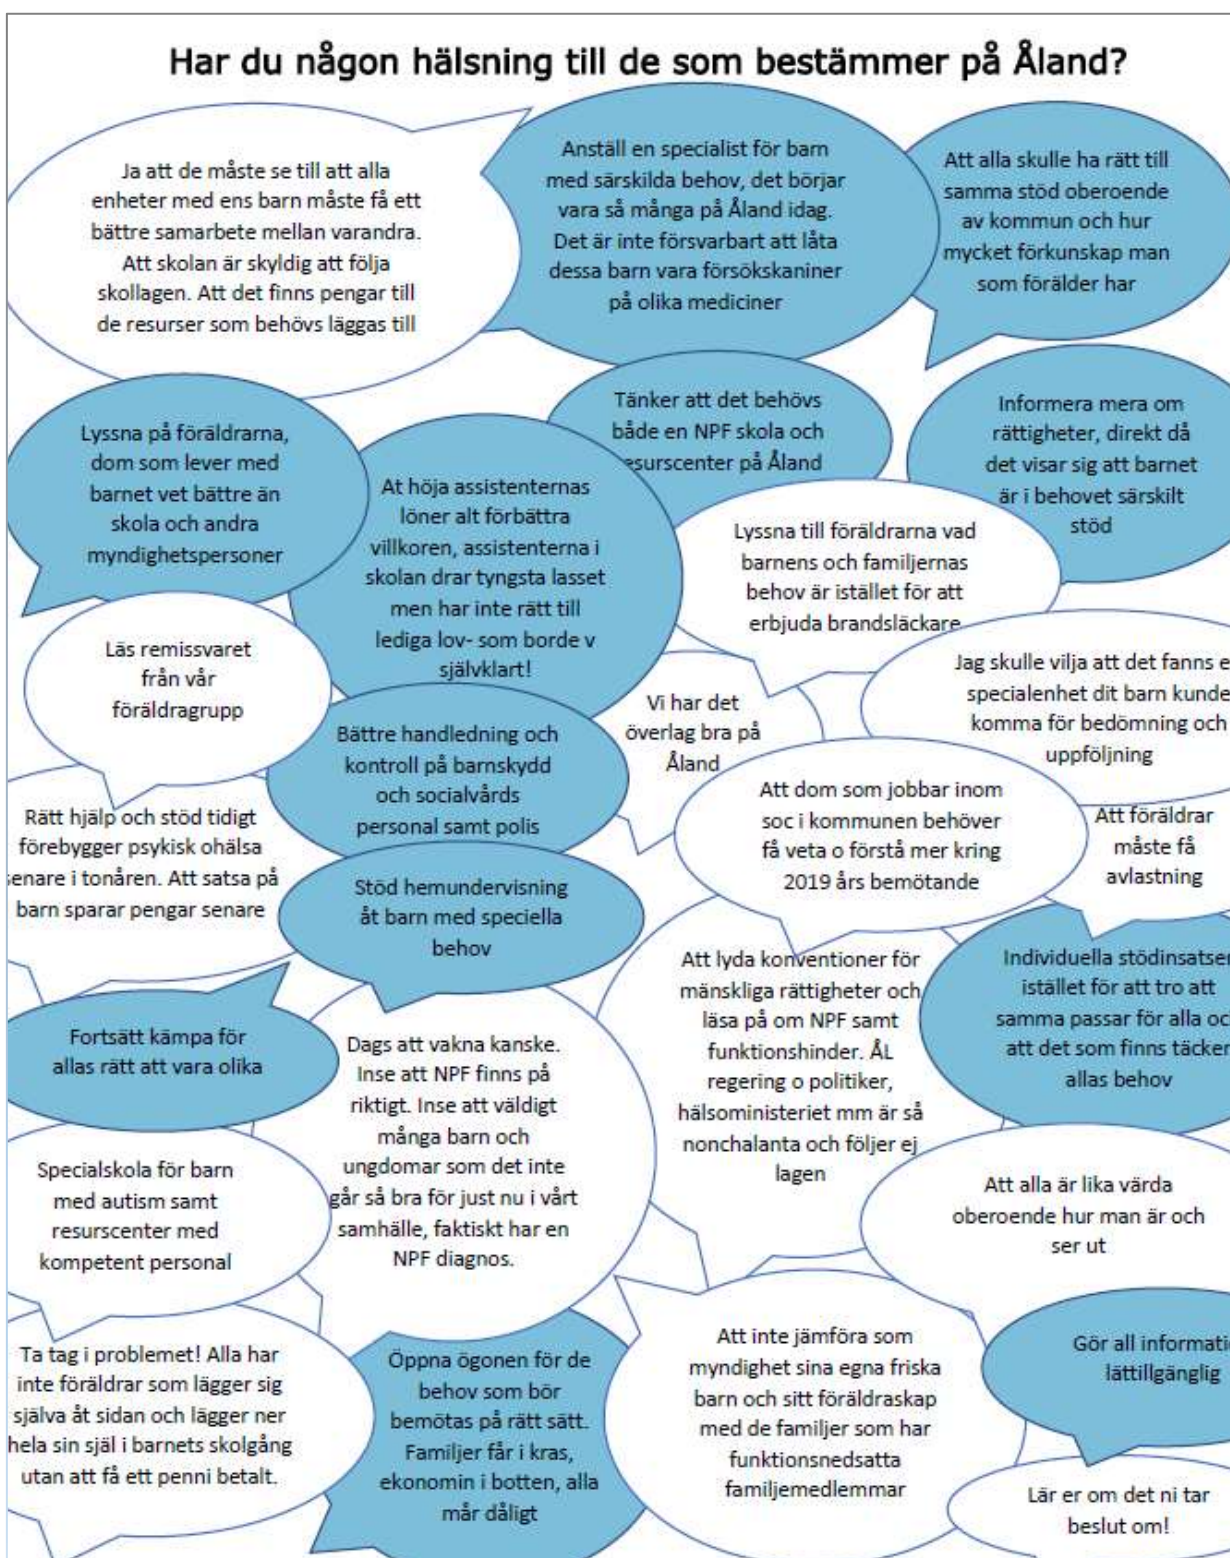 Har du någon hälsning till de som bestämmer på Åland?
Ja att de måste se till att alla
enheter med ens barn måste få ett
bättre samarbete mellan varandra.
Att skolan är skyldig att följa
skollagen. Att det finns pengar till
de resurser som behövs läggas till
Anställ en specialist för barn
med särskilda behov, det börjar
vara så många på Åland idag.
Det är inte försvarbart att låta
dessa barn vara försökskaniner
på olika mediciner
Att alla skulle ha rätt till
samma stöd oberoende
av kommun och hur
mycket förkunskap man
som förälder har
Lyssna på föräldrarna,
dom som lever med
barnet vet bättre än
skola och andra
myndighetspersoner
At höja assistenternas
löner alt förbättra
villkoren, assistenterna i
skolan drar tyngsta lasset
men har inte rätt till
lediga lov- som borde v
självklart!
Tänker att det behövs
både en NPF skola och
esurscenter på Åland
Informera mera om
rättigheter, direkt då
det visar sig att barnet
är i behovet särskilt
stöd
Lyssna till föräldrarna vad
barnens och familjernas
behov är istället för att
erbjuda brandsläckare
Läs remissvaret
från vår
föräldragrupp
Vi har det
överlag bra på
Åland
Jag skulle vilja att det fanns e
specialenhet dit barn kunde
komma för bedömning och
uppföljning
Bättre handledning och
kontroll på barnskydd
och socialvårds
personal samt polis
Att dom som jobbar inom
soc i kommunen behöver
få veta o förstå mer kring
2019 års bemötande
Att föräldrar
måste få
avlastning
Rätt hjälp och stöd tidigt
förebygger psykisk ohälsa
senare i tonåren. Att satsa på
barn sparar pengar senare
Stöd hemundervisning
åt barn med speciella
behov
Att lyda konventioner för
mänskliga rättigheter och
läsa på om NPF samt
funktionshinder. ÅL
regering o politiker,
hälsoministeriet mm är så
nonchalanta och följer ej
lagen
Individuella stödinsatser
istället för att tro att
samma passar för alla oc
att det som finns täcker
allas behov
Fortsätt kämpa för
allas rätt att vara olika
Dags att vakna kanske.
Inse att NPF finns på
riktigt. Inse att väldigt
många barn och
ungdomar som det inte
går så bra för just nu i vårt
samhälle, faktiskt har en
NPF diagnos.
Specialskola för barn
med autism samt
resurscenter med
kompetent personal
Att alla är lika värda
oberoende hur man är och
ser ut
Ta tag i problemet! Alla har
inte föräldrar som lägger sig
själva åt sidan och lägger ner
hela sin själ i barnets skolgång
utan att få ett penni betalt.
Öppna ögonen för de
behov som bör
bemötas på rätt sätt.
Familjer får i kras,
ekonomin i botten, alla
mår dåligt
Att inte jämföra som
myndighet sina egna friska
barn och sitt föräldraskap
med de familjer som har
funktionsnedsatta
familjemedlemmar
Gör all informati
lättillgänglig
Lär er om det ni tar
beslut om!